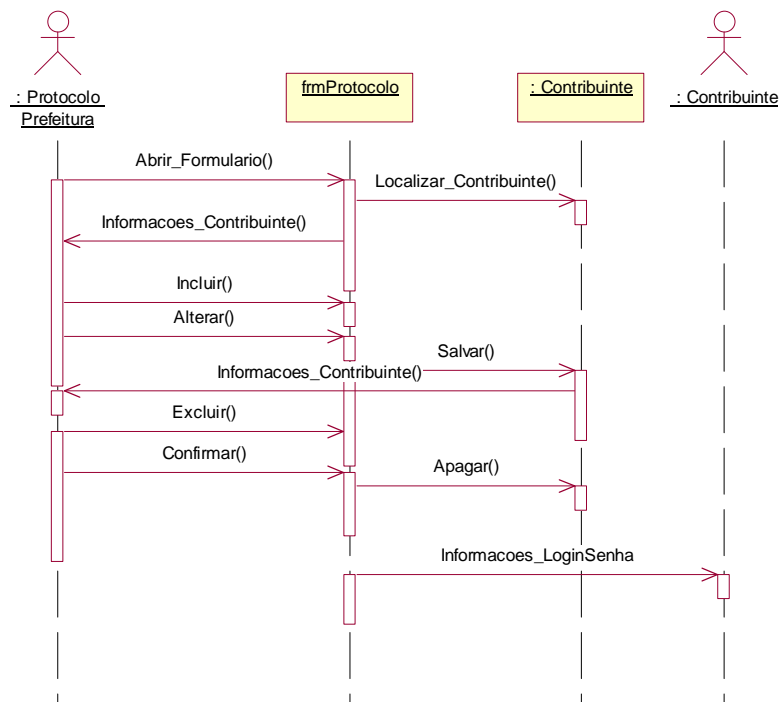 : Protocolo
Prefeitura
frmProtocolo
: Contribuinte
: Contribuinte
Abrir_Formulario()
Localizar_Contribuinte()
Informacoes_Contribuinte()
Incluir()
Alterar()
Salvar()
Informacoes_Contribuinte()
Excluir()
Confirmar()
Apagar()
Informacoes_LoginSenha